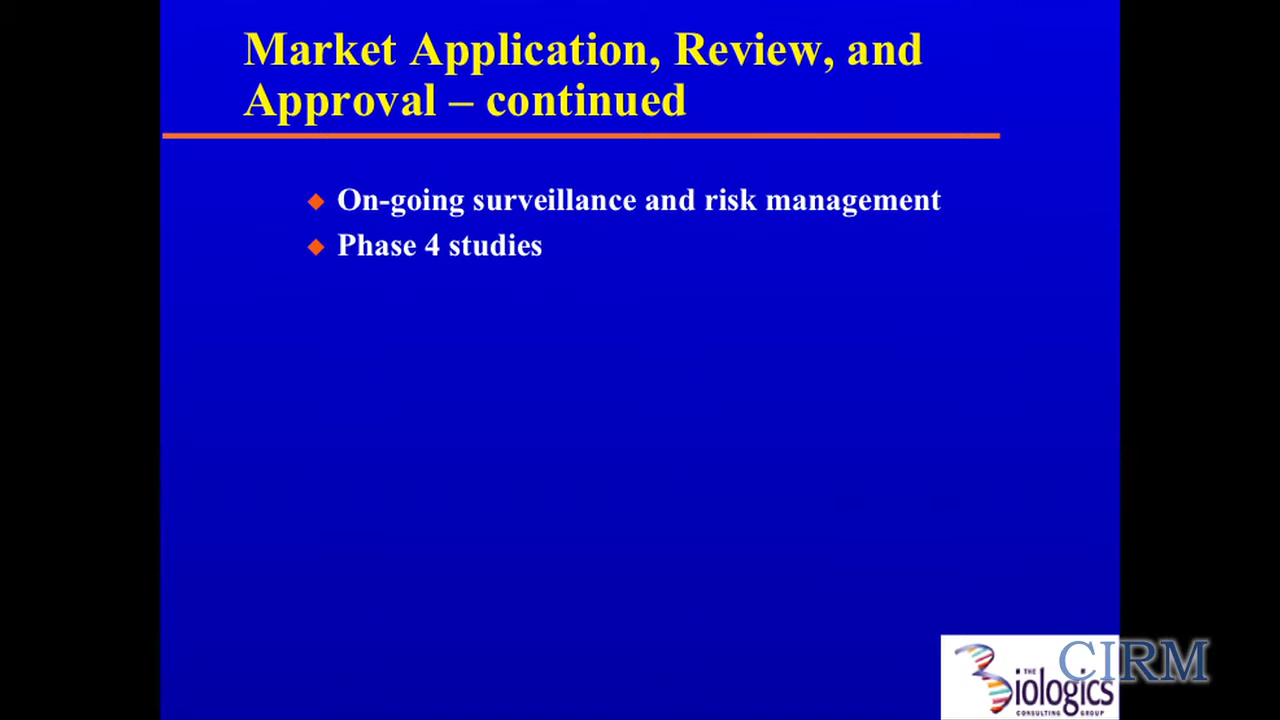 Market Application, Review, and
Approval – continued
On-going surveillance and risk management
Phase 4 studies
THE
Biologics
CONSULTING GROUP
CIRM